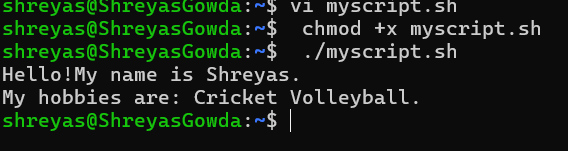 shreyas@ShreyasGowda:~$ vi myscript.sh
shreyas@ShreyasGowda:~$  chmod +x myscript.sh
shreyas@ShreyasGowda:~$  ./myscript.sh
Hello!My name is Shreyas.
My hobbies are: Cricket Volleyball.
shreyas@ShreyasGowda:~$